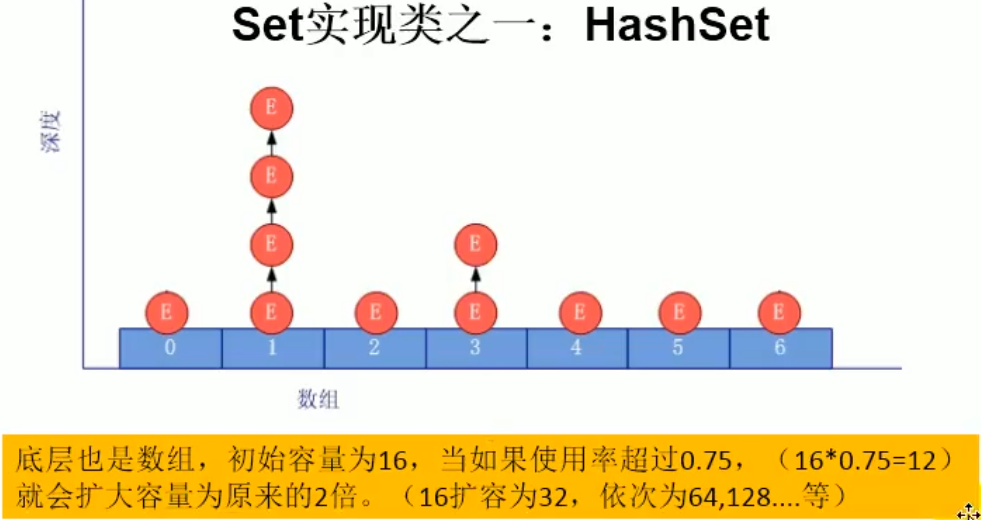 Set实现类之一：HashSet
深度
E
E
E
E
E
E
E
E
E
E
E
0 1 2 3 4 5 6
数组
底层也是数组，初始容量为16，当如果使用率超过0.75，（16*0.75=12）
就会扩大容量为原来的2倍。（16扩容为32，依次为64,128....等）